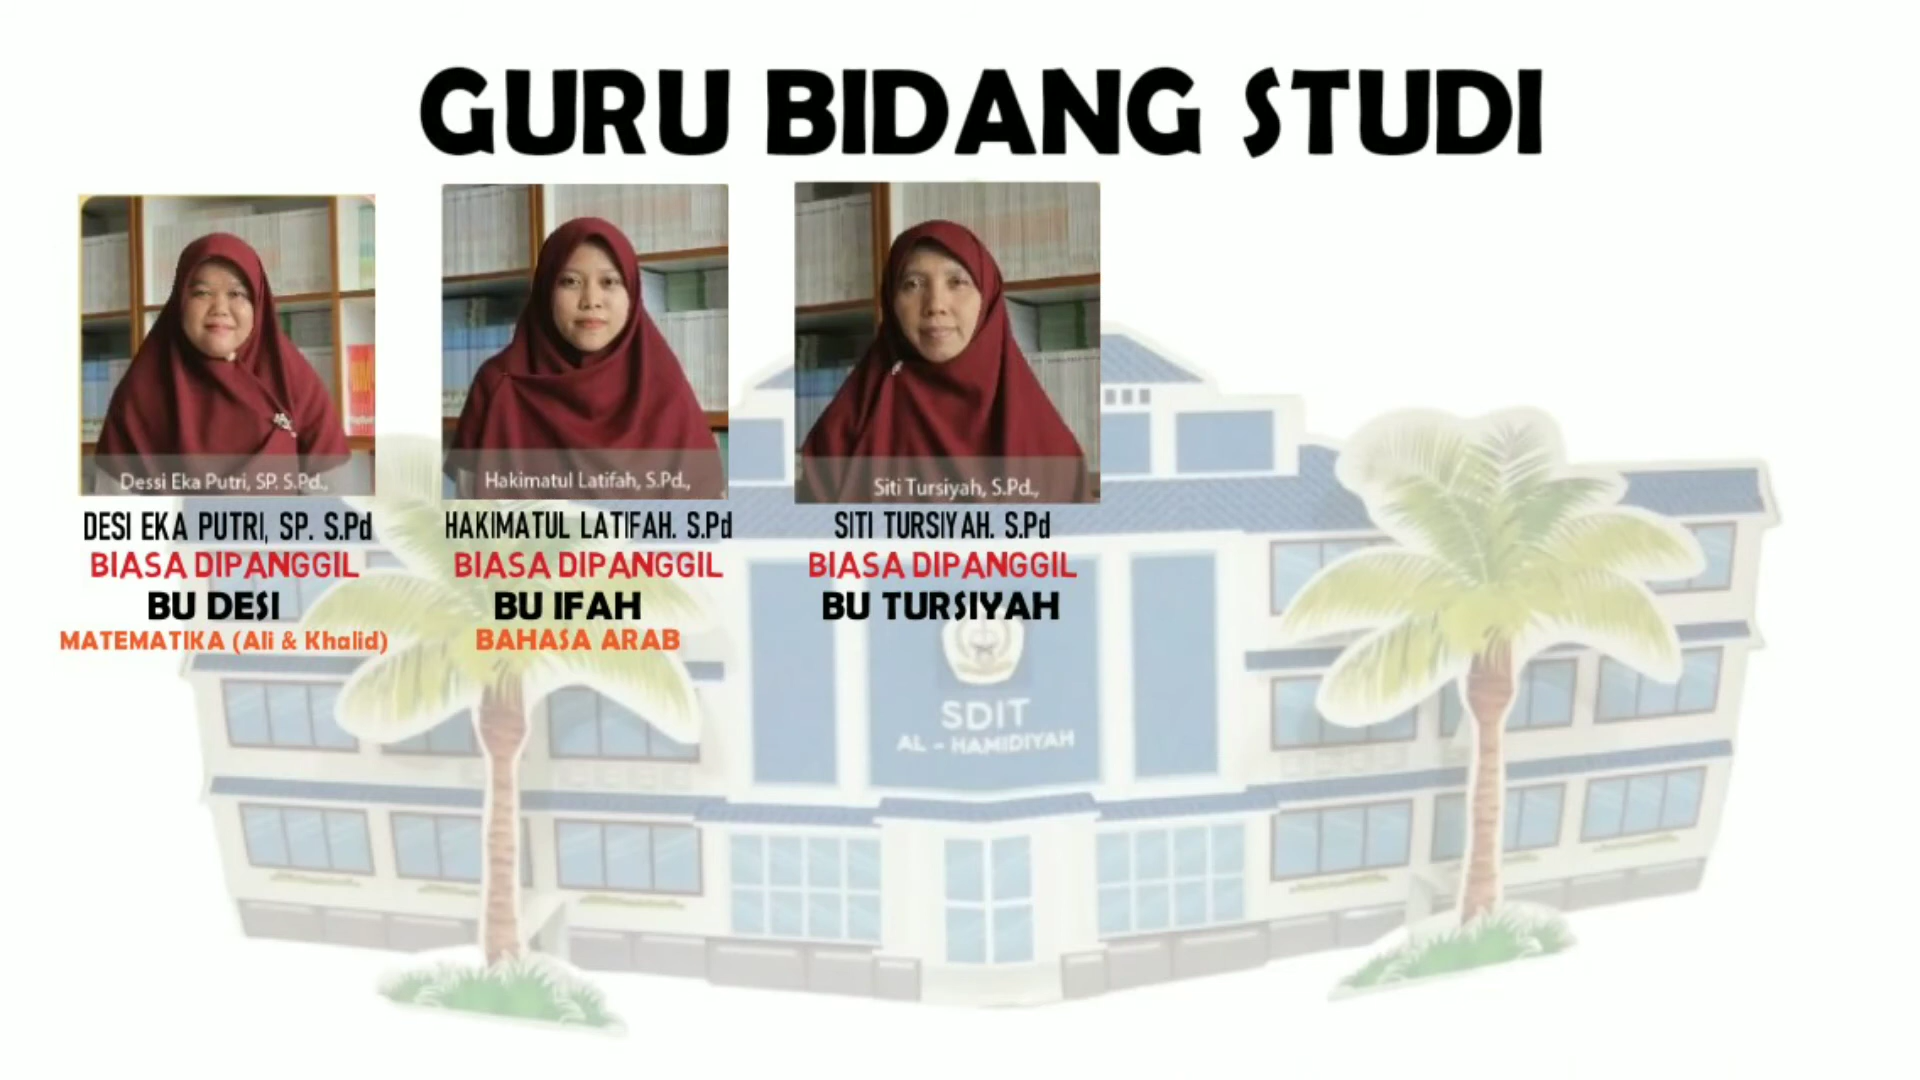 GURU BIDANG STUDI
Dessi Eka Putri, SP. S.Pd.,
DESI EKA PUTRI, SP. S.Pd
BIASA DIPANGGIL
BU DESI
MATEMATIKA (Ali & Khalid)
Hakimatul Latifah, S.Pd.,
HAKIMATUL LATIFAH. S.Pd
BIASA DIPANGGIL
BU IFAH
BAHASA ARAB
Siti Tursiyah, S.Pd.,
SITI TURSIYAH. S.Pd
BIASA DIPANGGIL
BU TURSIYAH
SDIT
AL - HAMIDIYAH